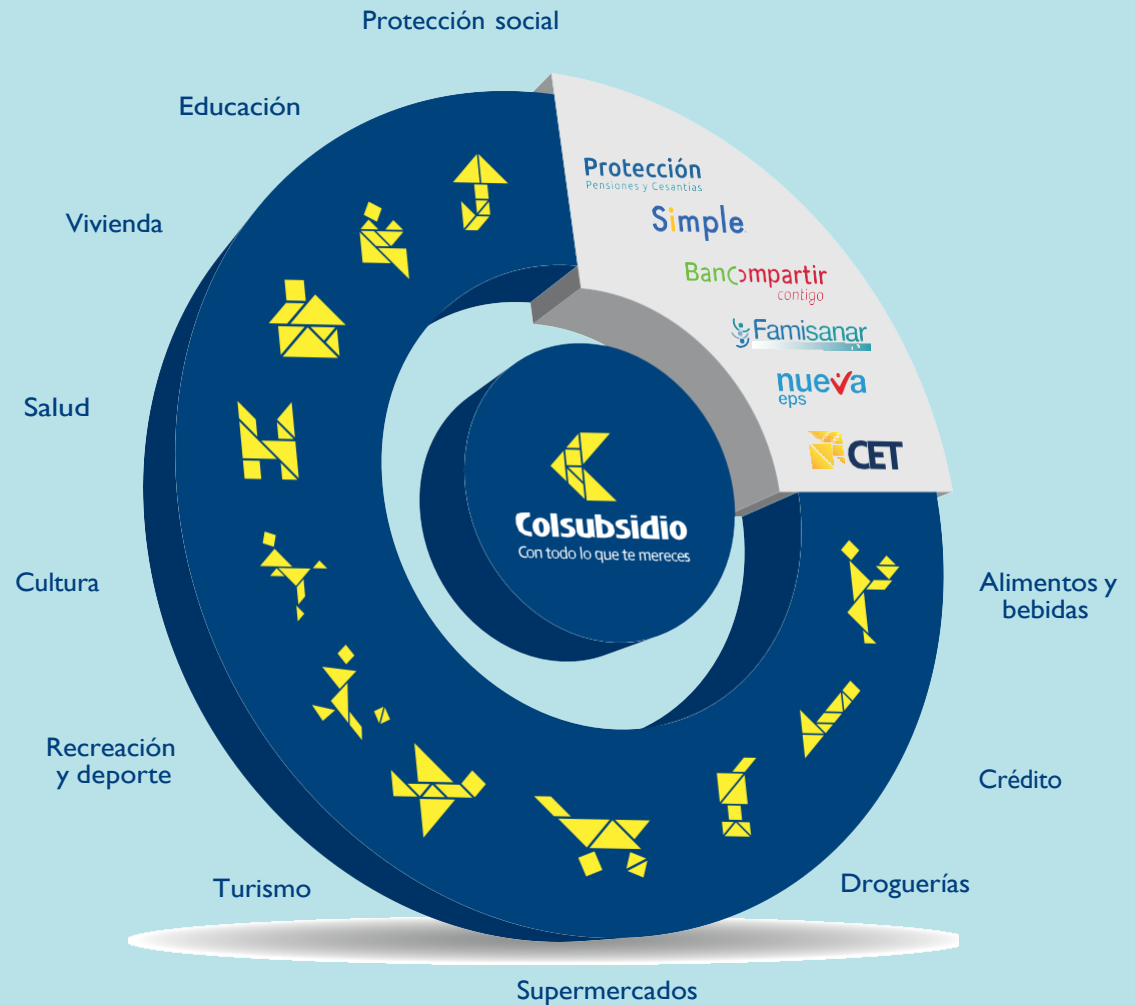 Protección social
Educación
Vivienda
Salud
Cultura
Recreación
y deporte
Turismo
Supermercados
Droguerías
Crédito
Alimentos y
bebidas
Protección
Pensiones y Cesantías
Simple
Bancompartir
contigo
Famisanar
nueva
eps
CET
Colsubsidio
Con todo lo que te mereces